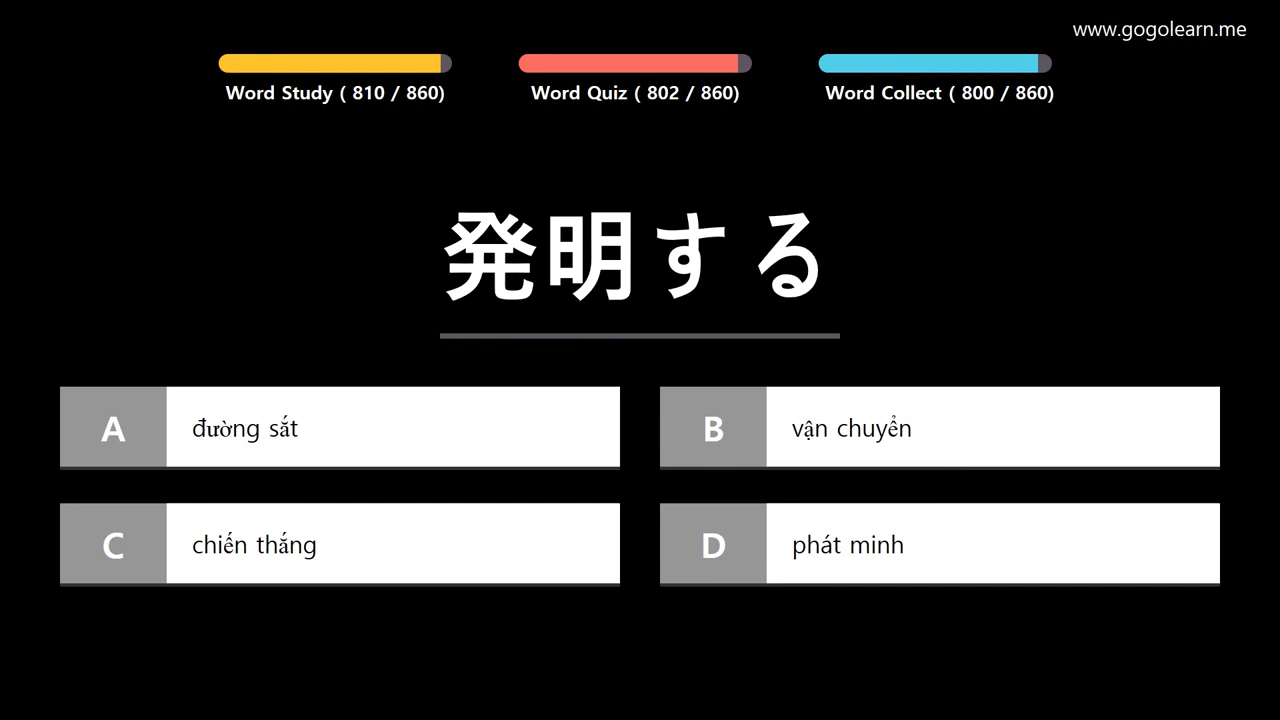 www.gogolearn.me
Word Study ( 810 / 860)
Word Quiz ( 802 / 860)
Word Collect ( 800 / 860)
発明する
A đường sắt
B vận chuyển
C chiến thắng
D phát minh